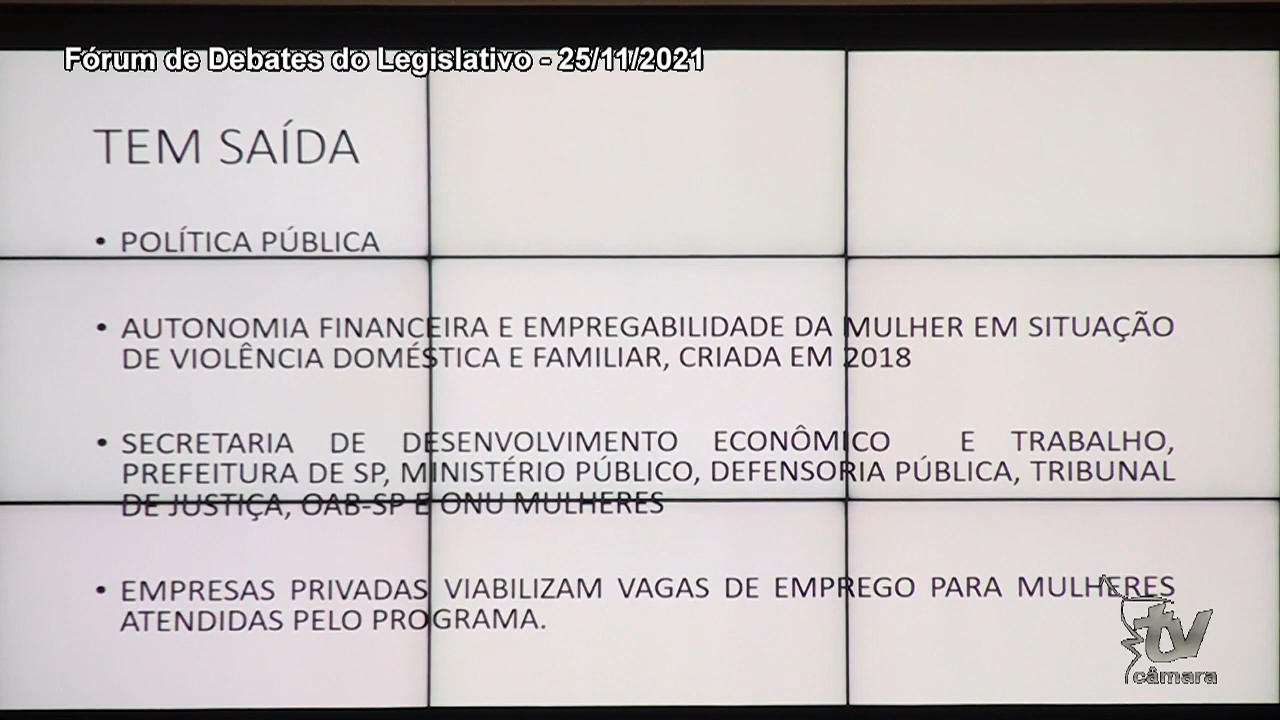 Fórum de Debates do Legislativo - 25/11/2021
TEM SAÍDA
• POLÍTICA PÚBLICA
• AUTONOMIA FINANCEIRA E EMPREGABILIDADE DA MULHER EM SITUAÇÃO
DE VIOLÊNCIA DOMÉSTICA E FAMILIAR, CRIADA EM 2018
• SECRETARIA DE DESENVOLVIMENTO ECONÔMICO E TRABALHO,
PREFEITURA DE SP, MINISTÉRIO PÚBLICO, DEFENSORIA PÚBLICA, TRIBUNAL
DE JUSTIÇA, OAB-SP E ONU MULHERES
• EMPRESAS PRIVADAS VIABILIZAM VAGAS DE EMPREGO PARA MULHERES
ATENDIDAS PELO PROGRAMA.
tv
câmara